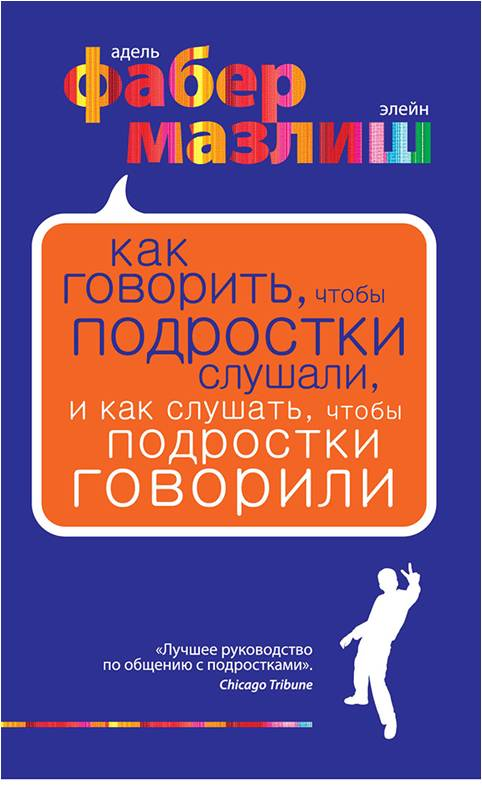 адель
фабер
элейн
мазлиш
как
говорить, чтобы
подростки
слушали,
и как слушать, чтобы
подростки
говорили
«Лучшее руководство
по общению с подростками».
Chicago Tribune